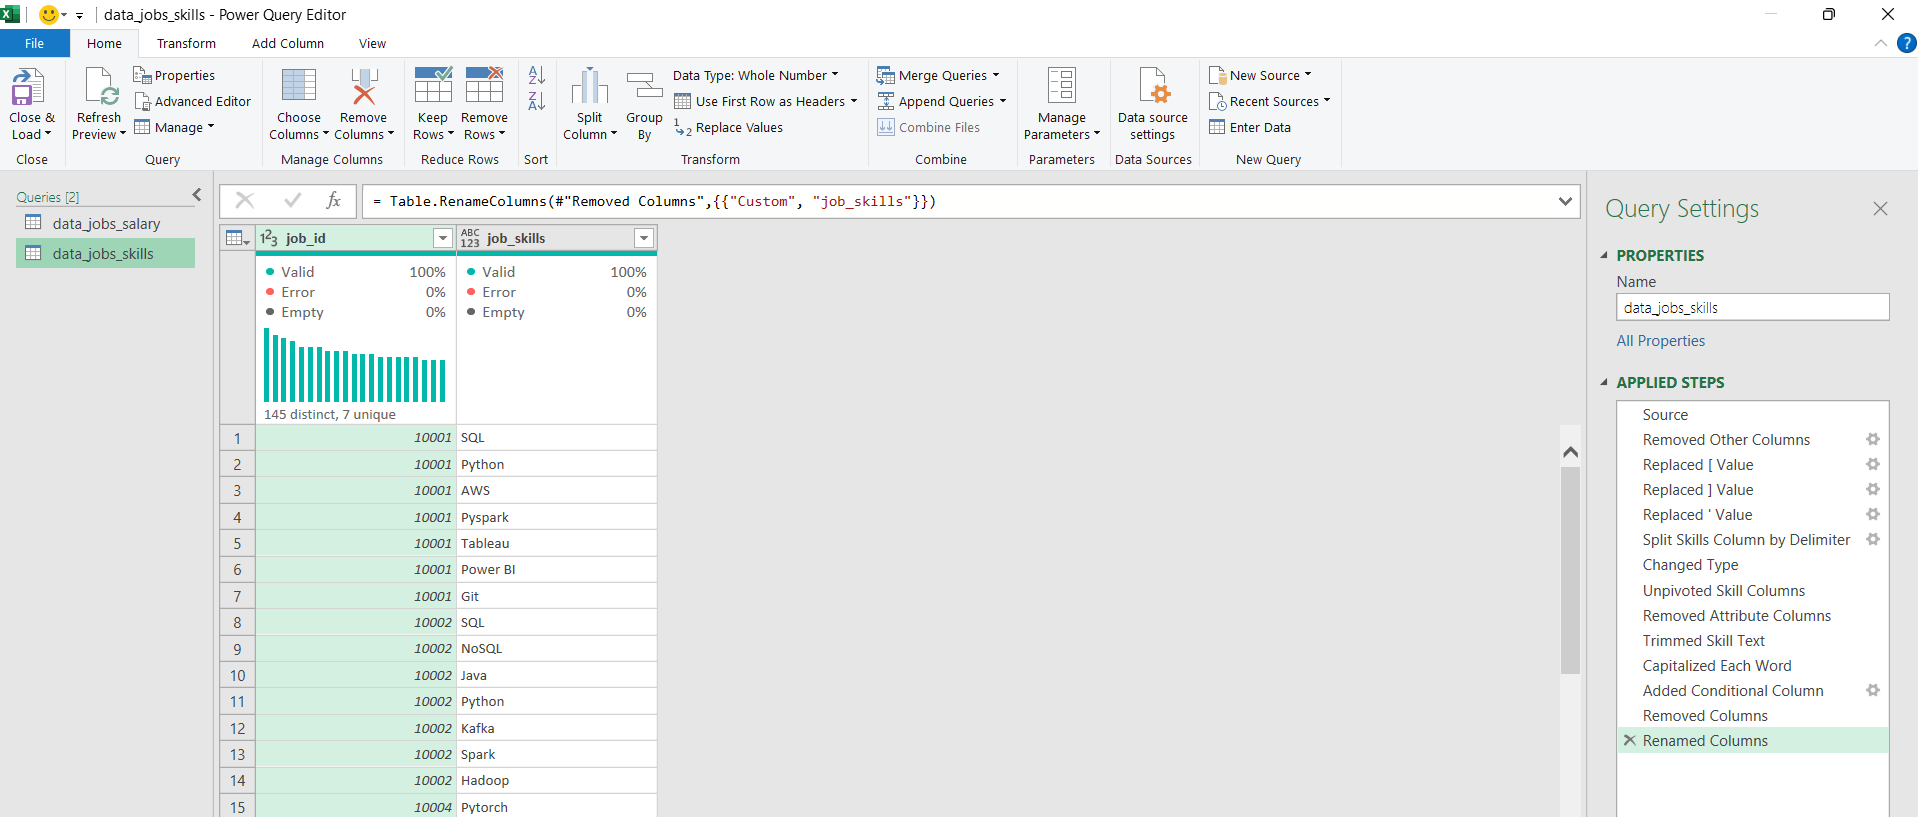 data_jobs_skills - Power Query Editor
File Home Transform Add Column View
Close & Load
Close
Refresh Preview
Properties
Advanced Editor
Manage
Query
Choose Columns
Remove Columns
Manage Columns
Keep Rows
Remove Rows
Reduce Rows
A Z
Z A
Sort
Split Column
Group By
Data Type: Whole Number
Use First Row as Headers
1 2 Replace Values
Transform
Merge Queries
Append Queries
Combine Files
Combine
Manage Parameters
Parameters
Data source settings
Data Sources
New Source
Recent Sources
Enter Data
New Query
?
Queries [2]
data_jobs_salary
data_jobs_skills
fx
= Table.RenameColumns(#"Removed Columns",{{"Custom", "job_skills"}})
123 job_id ABC 123 job_skills
Valid 100% Valid 100%
Error 0% Error 0%
Empty 0% Empty 0%
145 distinct, 7 unique
1 10001 SQL
2 10001 Python
3 10001 AWS
4 10001 Pyspark
5 10001 Tableau
6 10001 Power BI
7 10001 Git
8 10002 SQL
9 10002 NoSQL
10 10002 Java
11 10002 Python
12 10002 Kafka
13 10002 Spark
14 10002 Hadoop
15 10004 Pytorch
Query Settings
PROPERTIES
Name
data_jobs_skills
All Properties
APPLIED STEPS
Source
Removed Other Columns
Replaced [ Value
Replaced ] Value
Replaced ' Value
Split Skills Column by Delimiter
Changed Type
Unpivoted Skill Columns
Removed Attribute Columns
Trimmed Skill Text
Capitalized Each Word
Added Conditional Column
Removed Columns
Renamed Columns